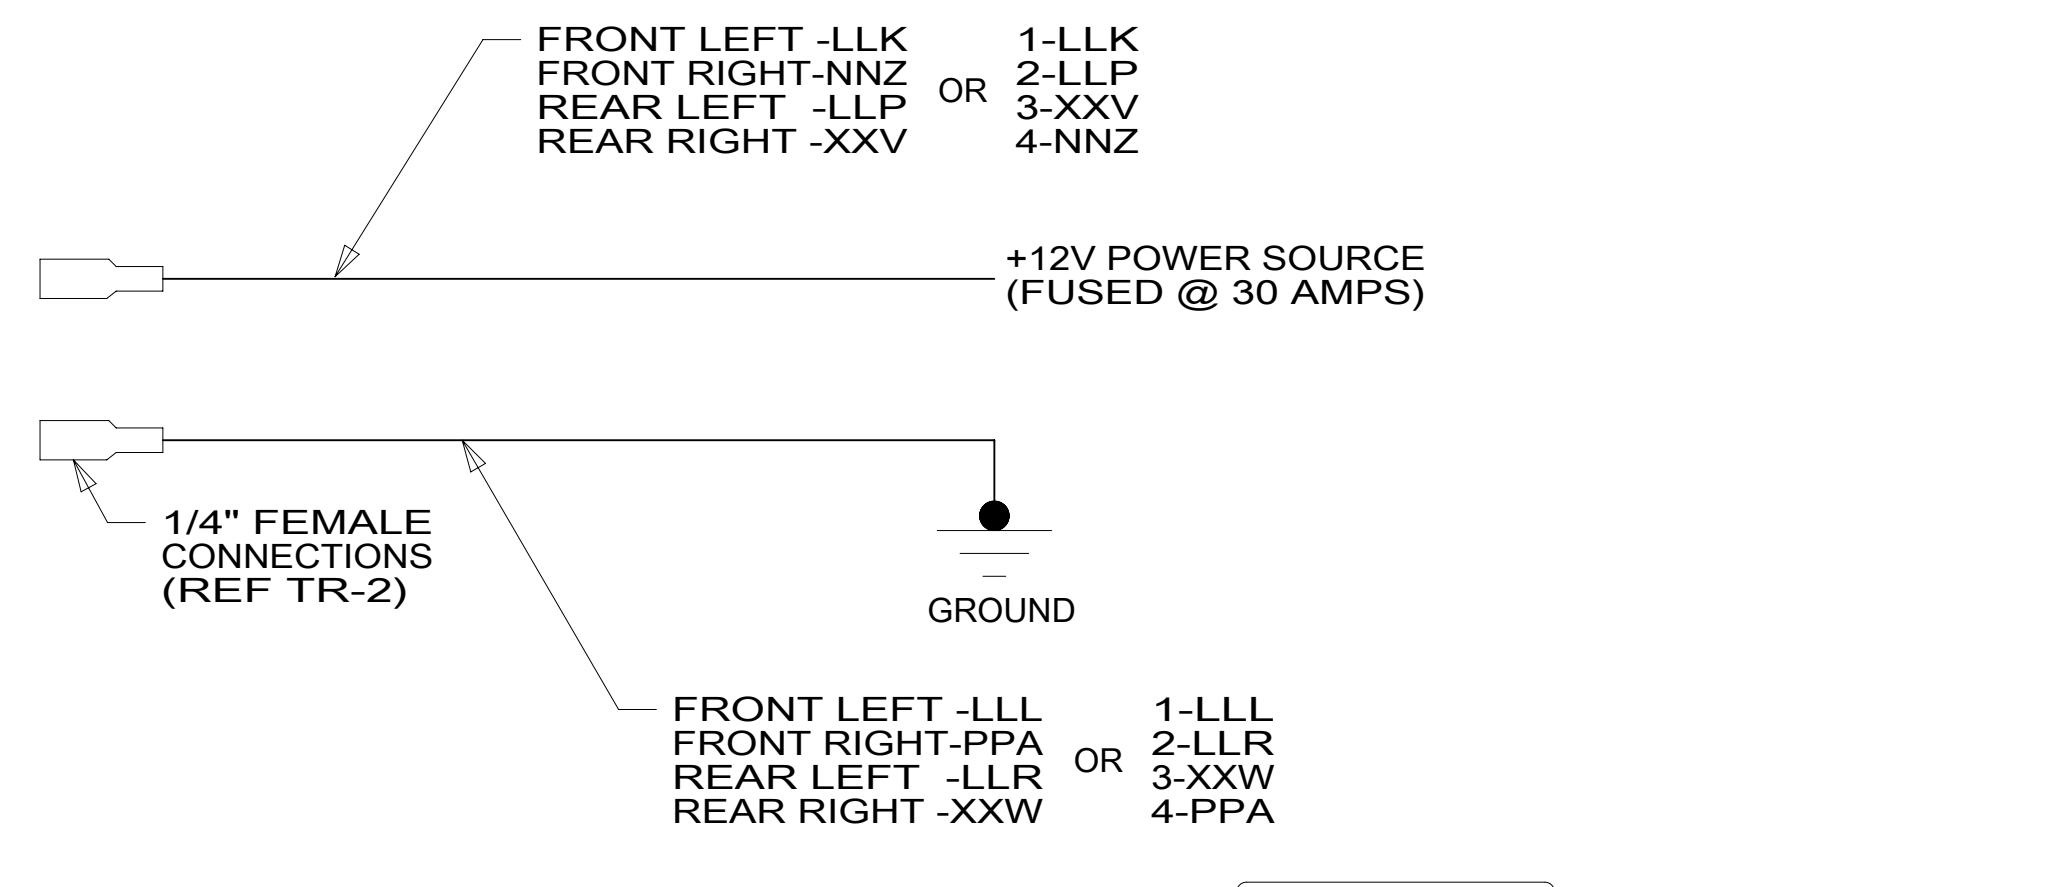 FRONT LEFT -LLK 1-LLK
FRONT RIGHT-NNZ 2-LLP
OR
REAR LEFT -LLP 3-XXV
REAR RIGHT -XXV 4-NNZ
+12V POWER SOURCE
(FUSED @ 30 AMPS)
1/4" FEMALE
CONNECTIONS
(REF TR-2)
GROUND
FRONT LEFT -LLL 1-LLL
FRONT RIGHT-PPA 2-LLR
OR
REAR LEFT -LLR 3-XXW
REAR RIGHT -XXW 4-PPA